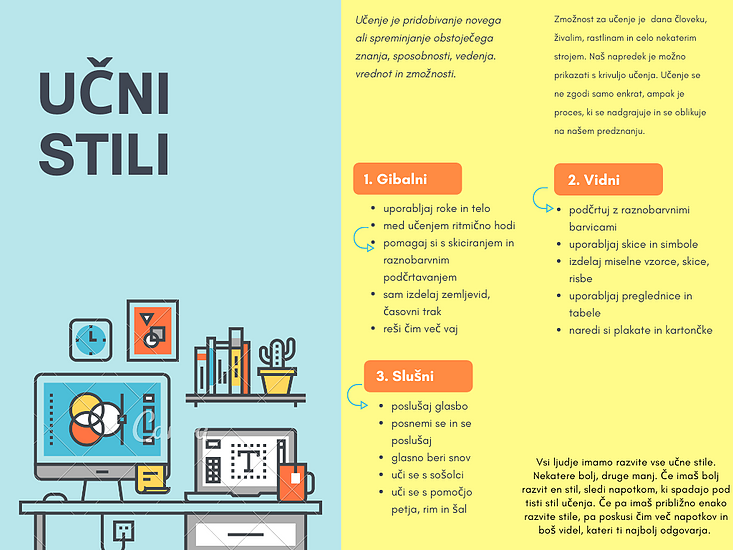 UČNI
STILI
Učenje je pridobivanje novega
ali spreminjanje obstoječega
znanja, sposobnosti, vedenja.
vrednot in zmožnosti.
Zmožnost za učenje je dana človeku,
živalim, rastlinam in celo nekaterim
strojem. Naš napredek je možno
prikazati s krivuljo učenja. Učenje se
ne zgodi samo enkrat, ampak je
proces, ki se nadgrajuje in se oblikuje
na našem predznanju.
1. Gibalni
• uporabljaj roke in telo
• med učenjem ritmično hodi
• pomagaj si s skiciranjem in
raznobarvnim
podčrtavanjem
• sam izdelaj zemljevid,
časovni trak
• reši čim več vaj
2. Vidni
• podčrtuj z raznobarvnimi
barvicami
• uporabljaj skice in simbole
• izdelaj miselne vzorce, skice,
risbe
• uporabljaj preglednice in
tabele
• naredi si plakate in kartončke
3. Slušni
• poslušaj glasbo
• posnemi se in se
poslušaj
• glasno beri snov
• uči se s sošolci
• uči se s pomočjo
petja, rim in šal
Vsi ljudje imamo razvite vse učne stile.
Nekatere bolj, druge manj. Če imaš bolj
razvit en stil, sledi napotkom, ki spadajo pod
tisti stil učenja. Če pa imaš približno enako
razvite stile, pa poskusi čim več napotkov in
boš videl, kateri ti najbolj odgovarja.
Canva
T